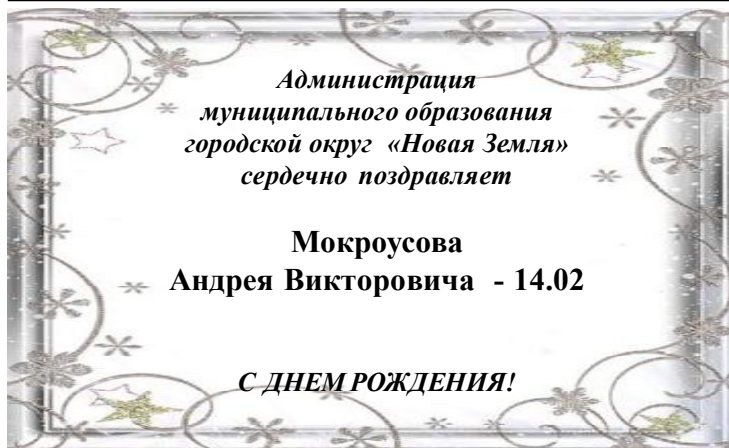 Администрация
муниципального образования
городской округ «Новая Земля»
сердечно поздравляет
Мокроусова
Андрея Викторовича - 14.02
С ДНЕМ РОЖДЕНИЯ!